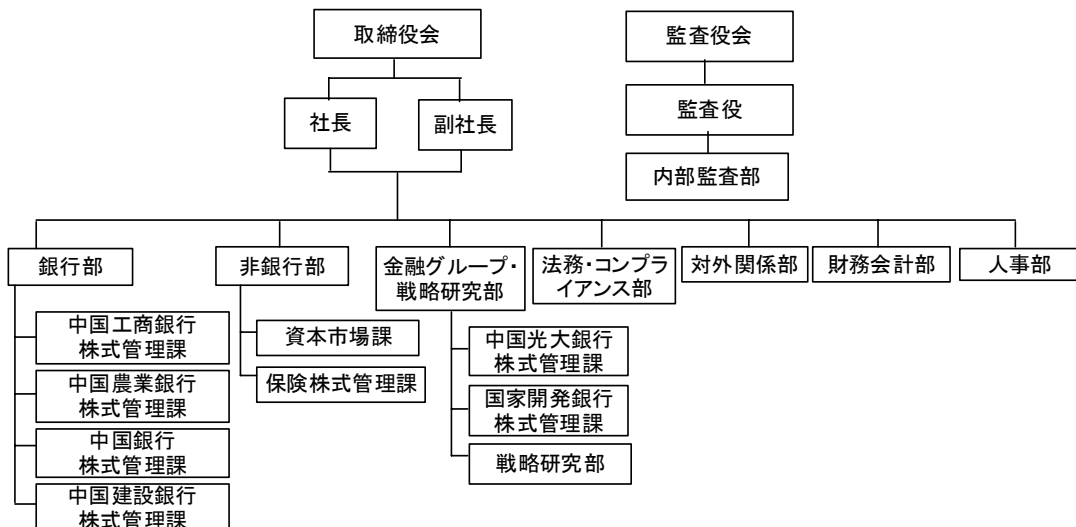 取締役会
監査役会
社長
副社長
監査役
内部監査部
銀行部
非銀行部
金融グループ・
戦略研究部
法務・コンプラ
イアンス部
対外関係部
財務会計部
人事部
中国工商銀行
株式管理課
中国農業銀行
株式管理課
中国銀行
株式管理課
中国建設銀行
株式管理課
資本市場課
保険株式管理課
中国光大銀行
株式管理課
国家開発銀行
株式管理課
戦略研究部